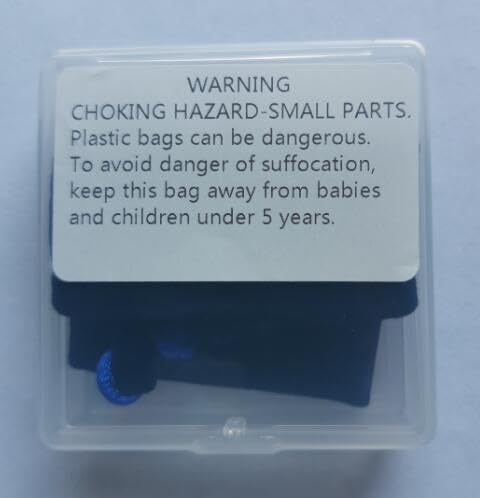 WARNING
CHOKING HAZARD-SMALL PARTS.
Plastic bags can be dangerous.
To avoid danger of suffocation,
keep this bag away from babies
and children under 5 years.